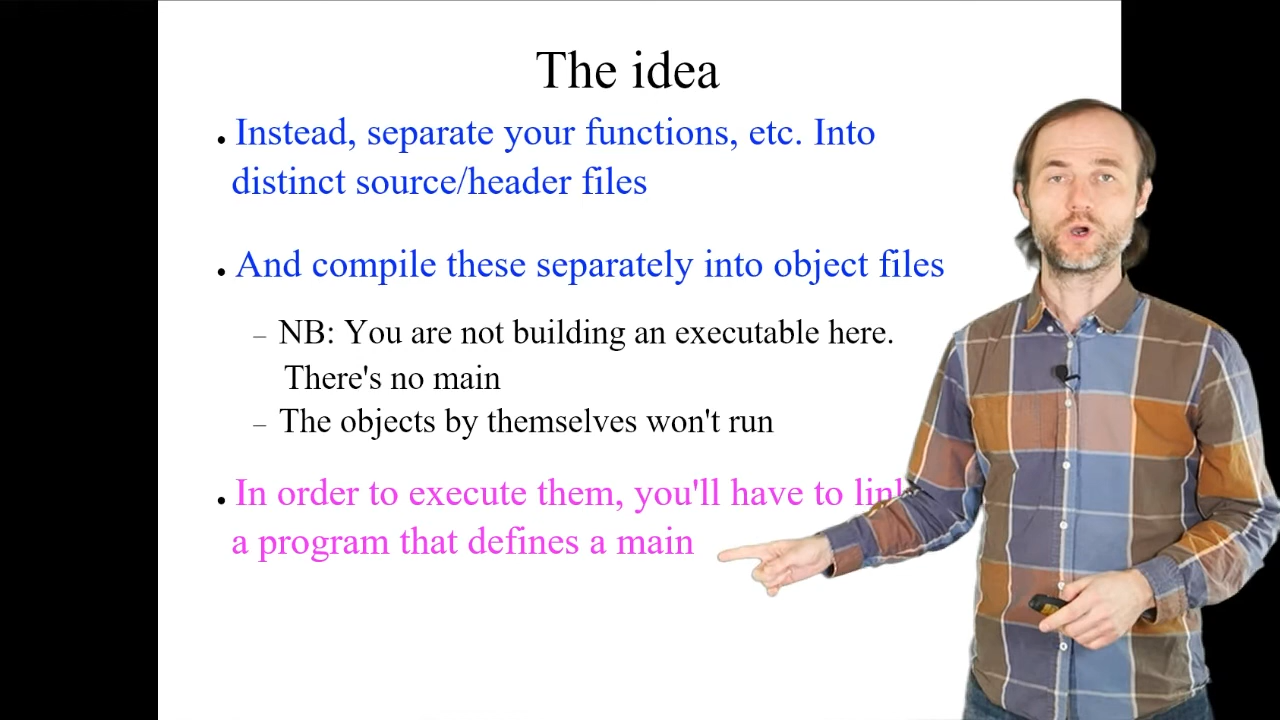 The idea
• Instead, separate your functions, etc. Into
distinct source/header files
• And compile these separately into object files
– NB: You are not building an executable here.
There's no main
– The objects by themselves won't run
• In order to execute them, you'll have to
a program that defines a main